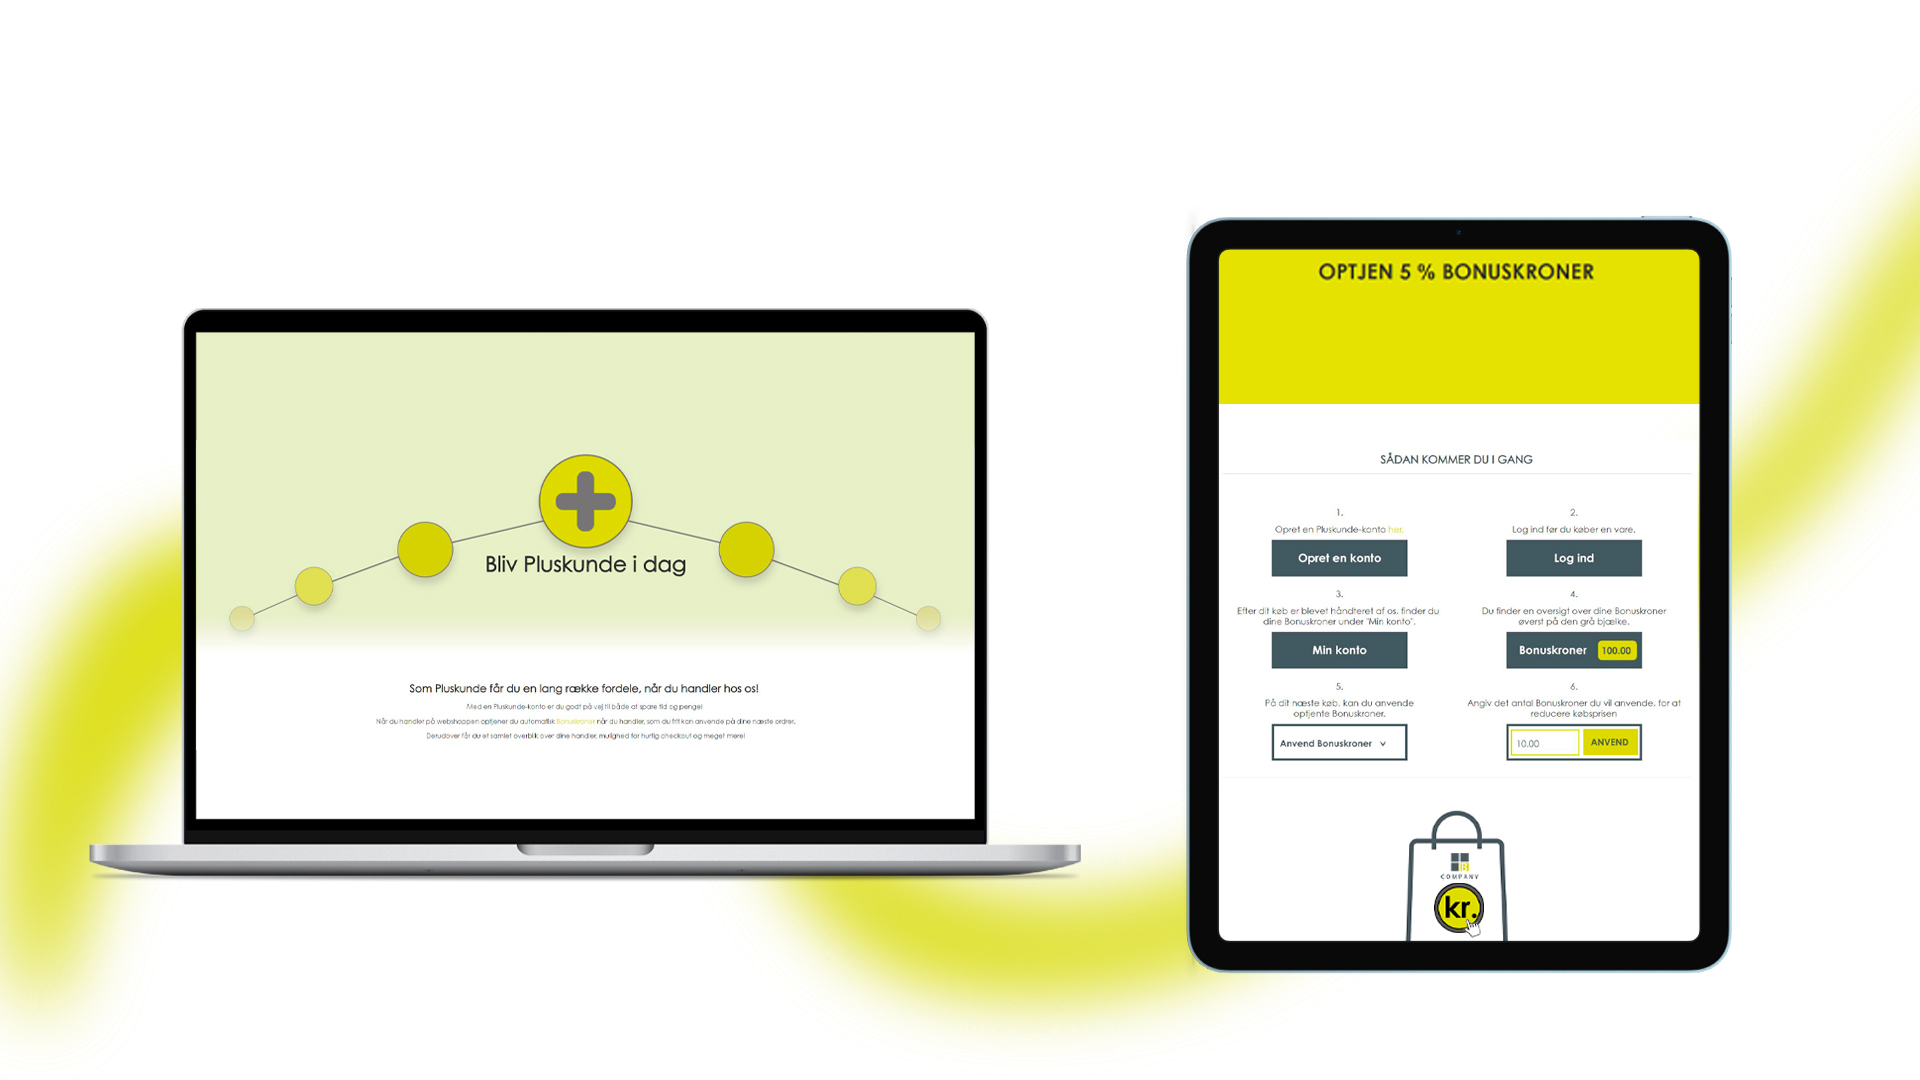 Bliv Pluskunde i dag
Som Pluskunde får du en lang række fordele, når du handler hos os!
Med en Pluskunde-konto er du godt på vej til både at spare tid og penge!
Når du handler på webshoppen optjener du automatisk Bonuskroner når du handler, som du frit kan anvende på dine næste ordrer.
Derudover får du et samlet overblik over dine handler, mulighed for hurtig checkout og meget mere!
OPTJEN 5 % BONUSKRONER
SÅDAN KOMMER DU I GANG
1.
Opret en Pluskunde-konto her.
Opret en konto
2.
Log ind før du køber en vare.
Log ind
3.
Efter dit køb er blevet håndteret af os, finder du
dine Bonuskroner under "Min konto".
Min konto
4.
Du finder en oversigt over dine Bonuskroner
øverst på den grå bjælke.
Bonuskroner 100.00
5.
På dit næste køb, kan du anvende
optjente Bonuskroner.
Anvend Bonuskroner
6.
Angiv det antal Bonuskroner du vil anvende, for at
reducere købsprisen
10.00 ANVEND
B
COMPANY
kr.